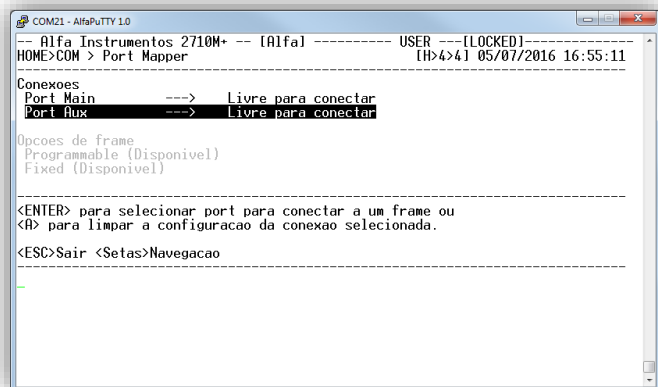 COM21 - AlfaPuTTY 1.0
-- Alfa Instrumentos 2710M+ -- [Alfa] --------- USER ---[LOCKED]--------------
HOME>COM > Port Mapper [H>4>4] 05/07/2016 16:55:11
Conexoes
Port Main ---> Livre para conectar
Port Aux ---> Livre para conectar
Opcoes de frame
Programmable (Disponivel)
Fixed (Disponivel)
<ENTER> para selecionar port para conectar a um frame ou
<A> para limpar a configuracao da conexao selecionada.
<ESC>Sair <Setas>Navegacao